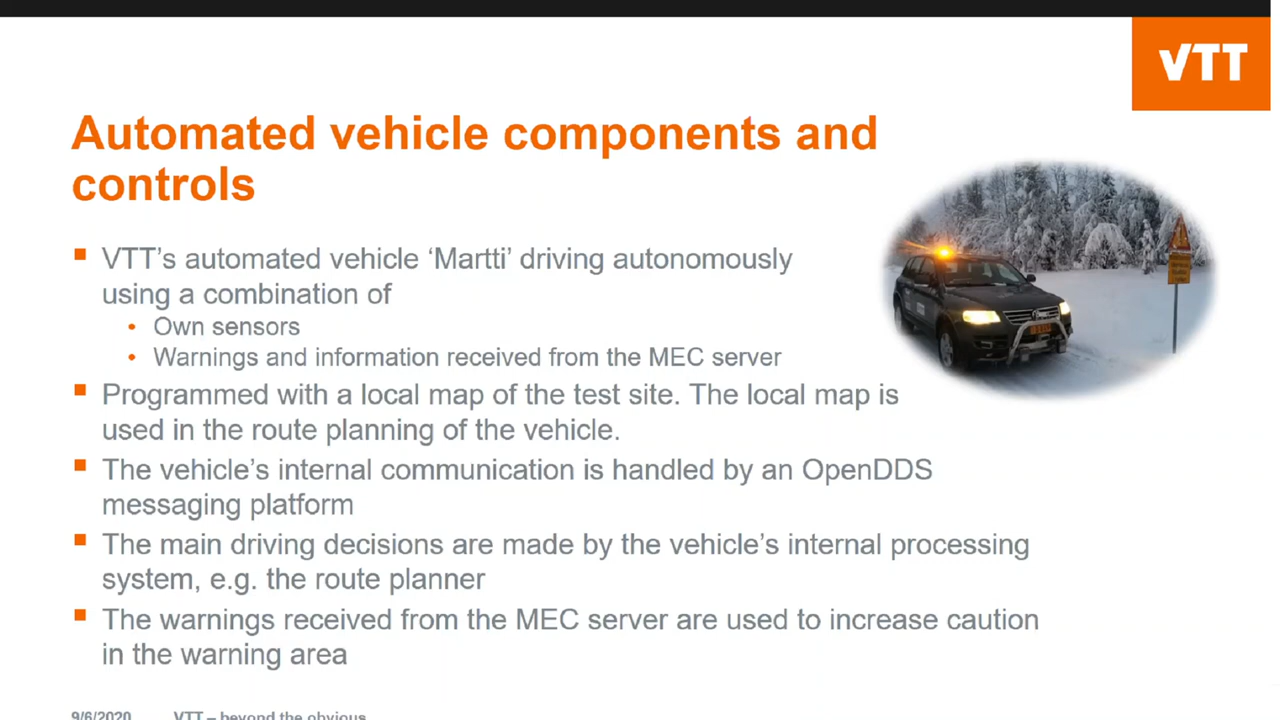 VTT
Automated vehicle components and
controls
VTT's automated vehicle ‘Martti’ driving autonomously
using a combination of
Own sensors
Warnings and information received from the MEC server
Programmed with a local map of the test site. The local map is
used in the route planning of the vehicle.
The vehicle's internal communication is handled by an OpenDDS
messaging platform
The main driving decisions are made by the vehicle's internal processing
system, e.g. the route planner
The warnings received from the MEC server are used to increase caution
in the warning area
9/6/2020 VTT – beyond the obvious